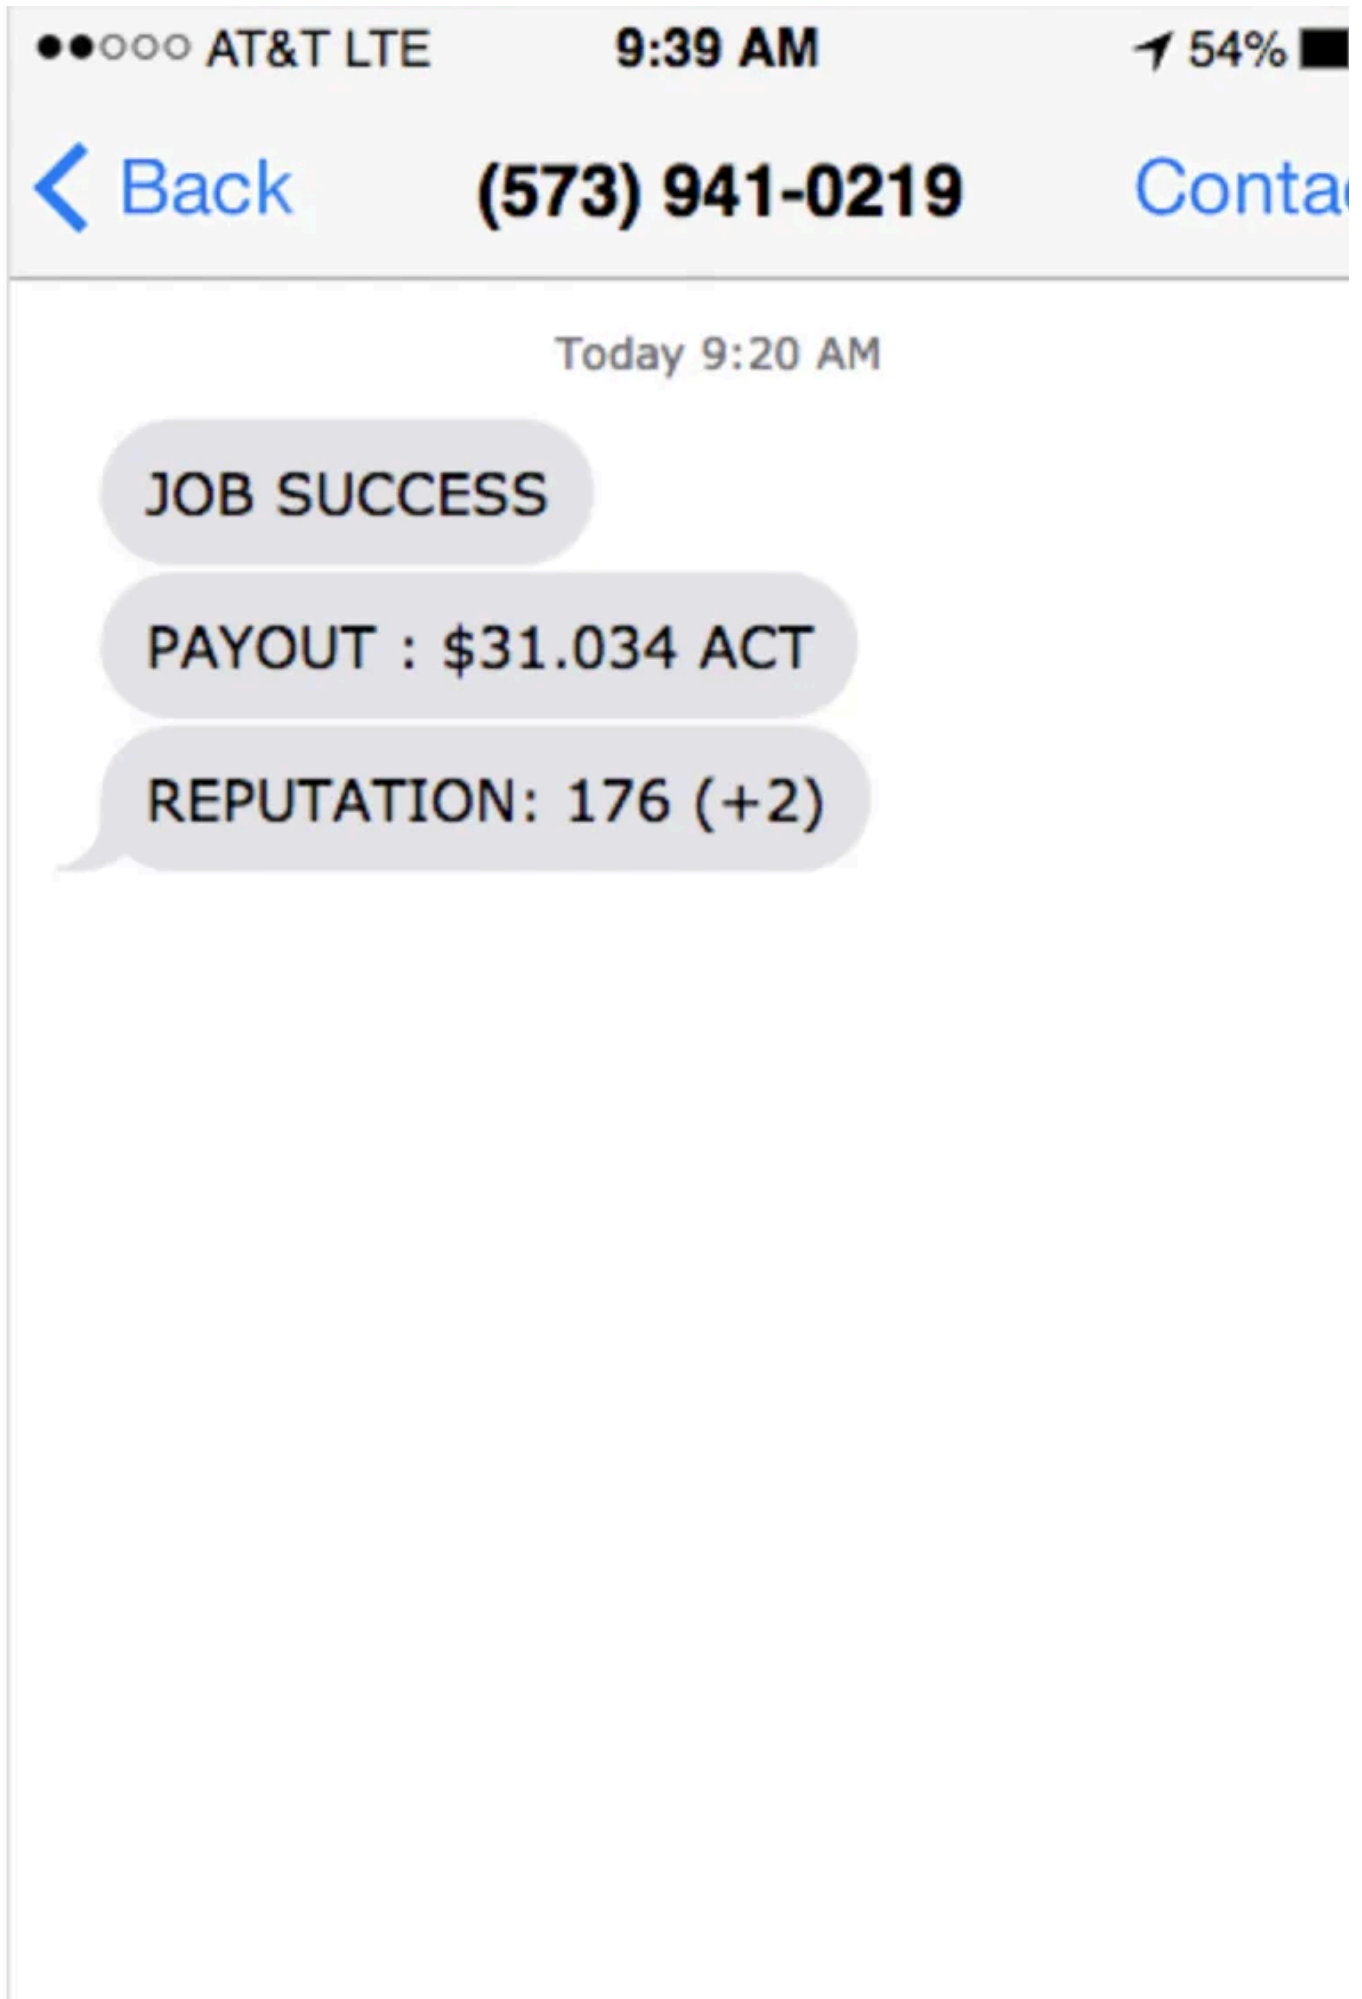 AT&T LTE 9:39 AM 54%
Back (573) 941-0219
Today 9:20 AM
JOB SUCCESS
PAYOUT : $31.034 ACT
REPUTATION: 176 (+2)